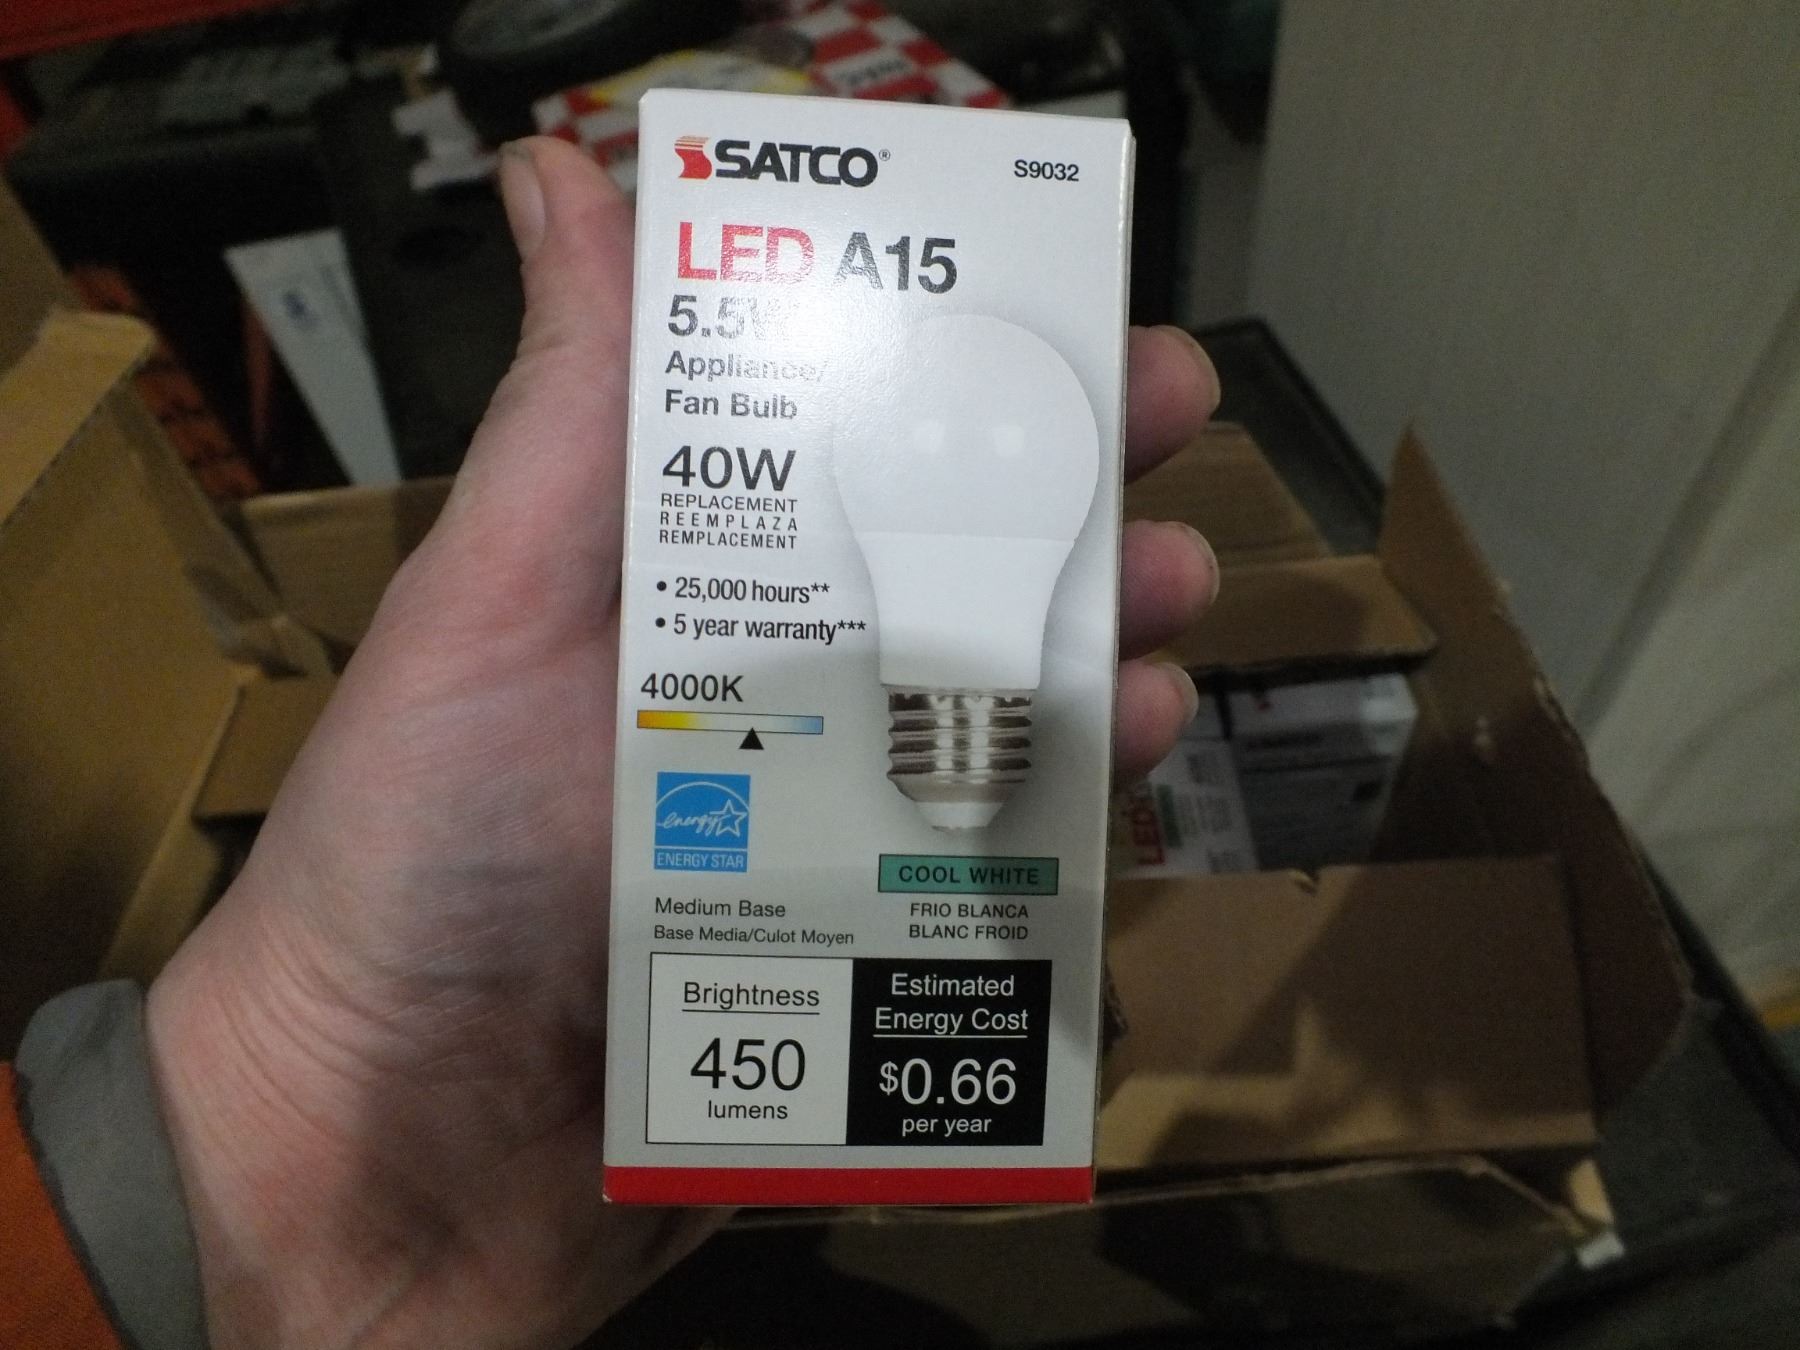 SATCO®
S9032
LED A15
5.5W
Appliance/
Fan Bulb
40W
REPLACEMENT
REEMPLAZA
REMPLACEMENT
• 25,000 hours**
• 5 year warranty***
4000K
energy
ENERGY STAR
COOL WHITE
FRIO BLANCA
BLANC FROID
Medium Base
Base Media/Culot Moyen
Brightness
450
lumens
Estimated
Energy Cost
$0.66
per year
LED